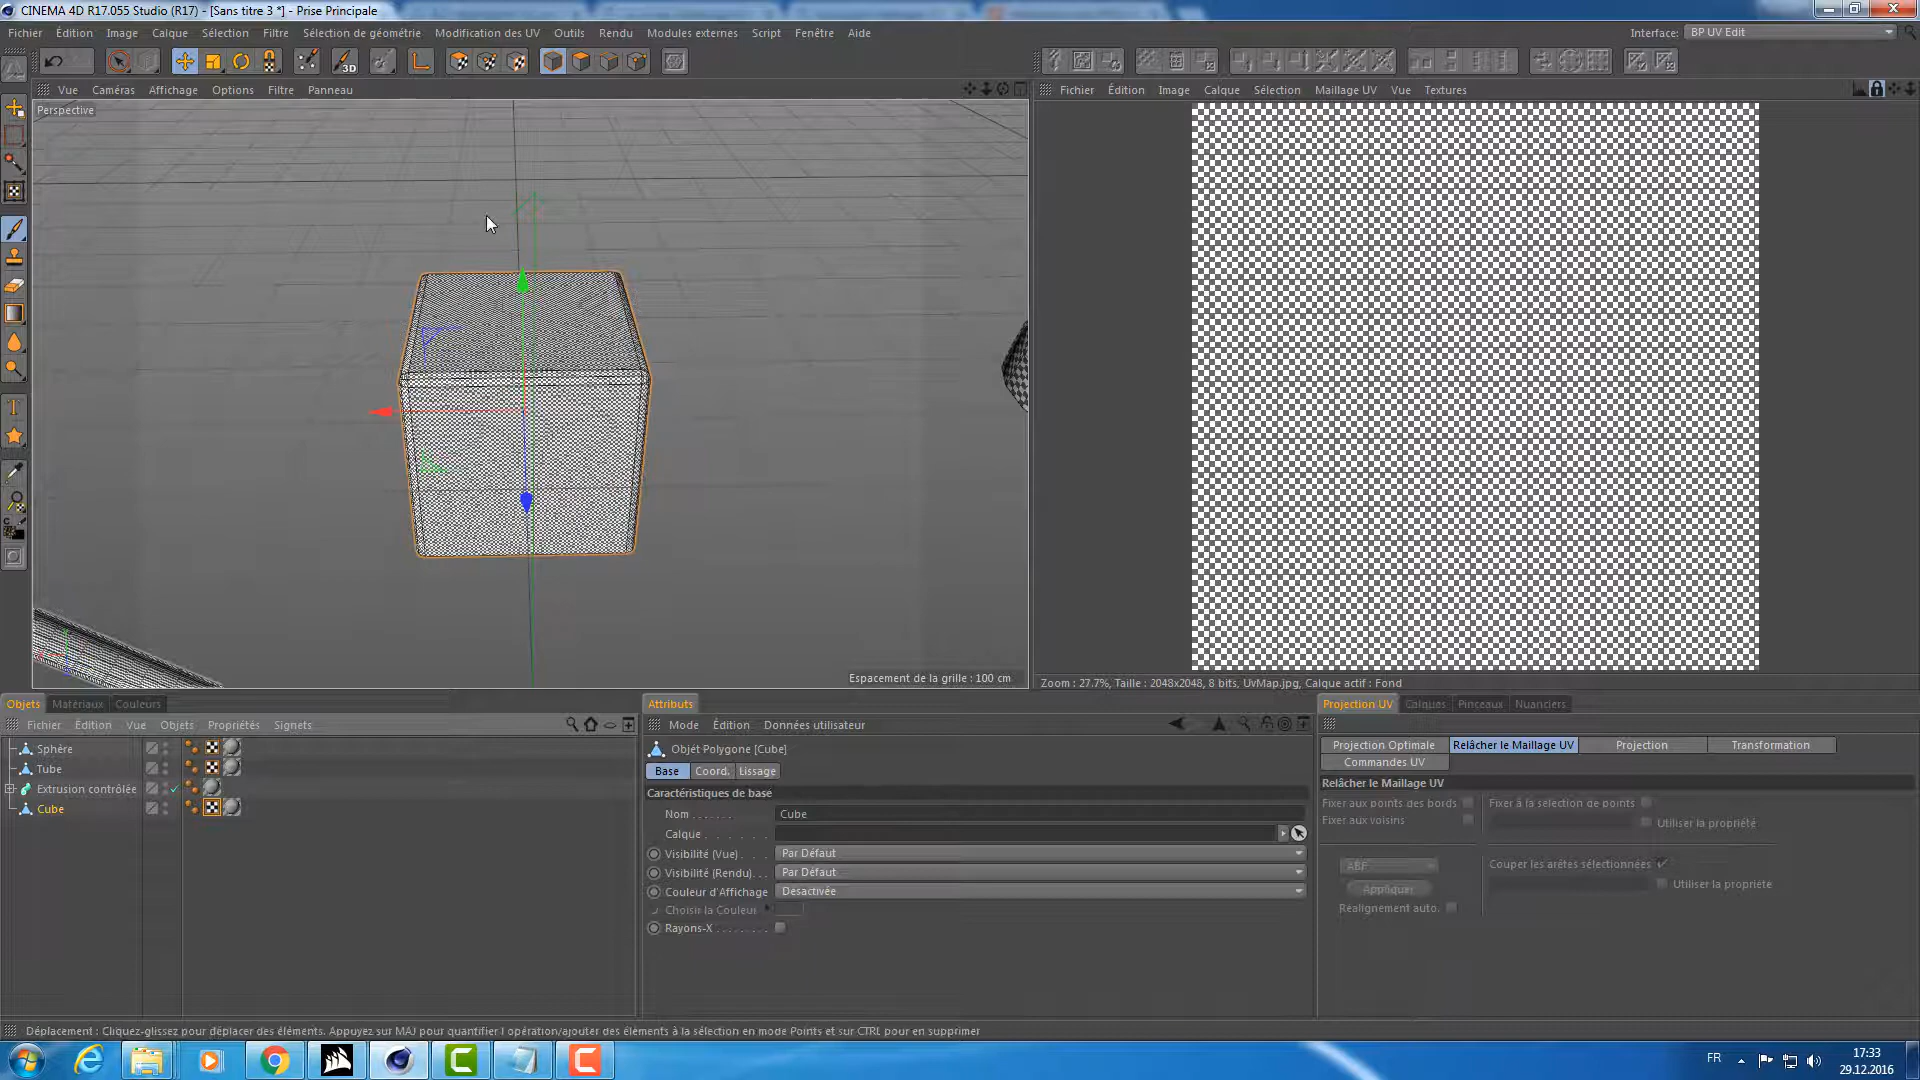 CINEMA 4D R17.055 Studio (R17) - [Sans titre 3 *] - Prise Principale
Fichier Édition Image Calque Sélection Filtre Sélection de géométrie Modification des UV Outils Rendu Modules externes Script Fenêtre Aide
Interface: BP UV Edit
3D
Vue Caméras Affichage Options Filtre Panneau
Fichier Édition Image Calque Sélection Maillage UV Vue Textures
Perspective
Espacement de la grille : 100 cm
Zoom : 27.7%, Taille : 2048x2048, 8 bits, UvMap.jpg, Calque actif : Fond
Objets Matériaux Couleurs
Attributs
Projection UV Calques Pinceaux Nuanciers
Fichier Édition Vue Objets Propriétés Signets
Mode Édition Données utilisateur
Sphère
Tube
Extrusion contrôlée
Cube
Objet Polygone [Cube]
Base Coord. Lissage
Caractéristiques de base
Nom . . . . . . Cube
Calque
Visibilité (Vue) . . . Par Défaut
Visibilité (Rendu). . . Par Défaut
Couleur d'Affichage Désactivée
Choisir la Couleur
Rayons-X . . . . . . . .
Projection Optimale Relâcher le Maillage UV Projection Transformation
Commandes UV
Relâcher le Maillage UV
Fixer aux points des bords Fixer à la sélection de points
Fixer aux voisins Utiliser la propriété
ABF Couper les arêtes sélectionnées
Appliquer Utiliser la propriété
Réalignement auto.
Déplacement : Cliquez-glissez pour déplacer des éléments. Appuyez sur MAJ pour quantifier l'opération/ajouter des éléments à la sélection en mode Points et sur CTRL pour en supprimer
FR
17:33
29.12.2016